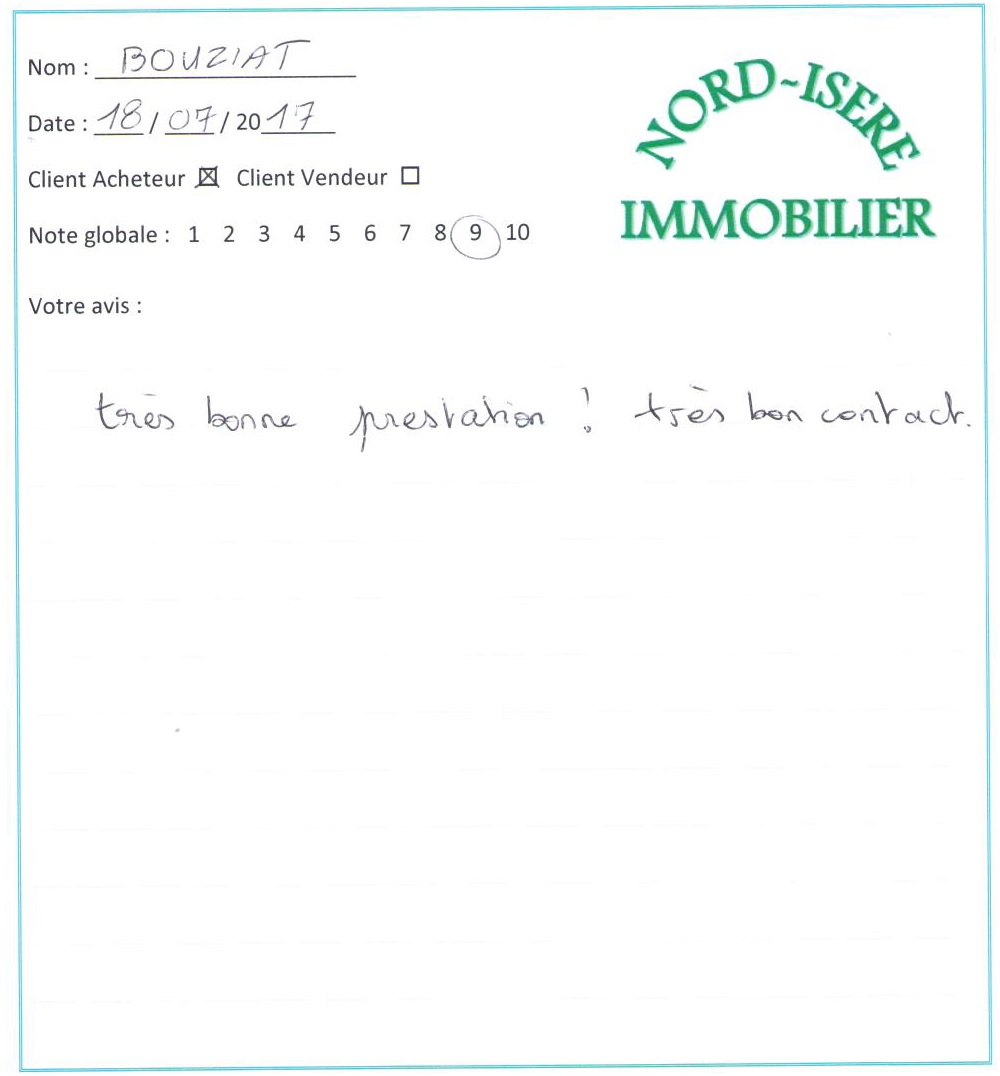 Nom : BOUZIAT
Date : 18/07/2017
Client Acheteur ☒ Client Vendeur ☐
Note globale : 1 2 3 4 5 6 7 8 9 10
NORD-ISERE
IMMOBILIER
Votre avis :
très bonne prestation ! très bon contact.